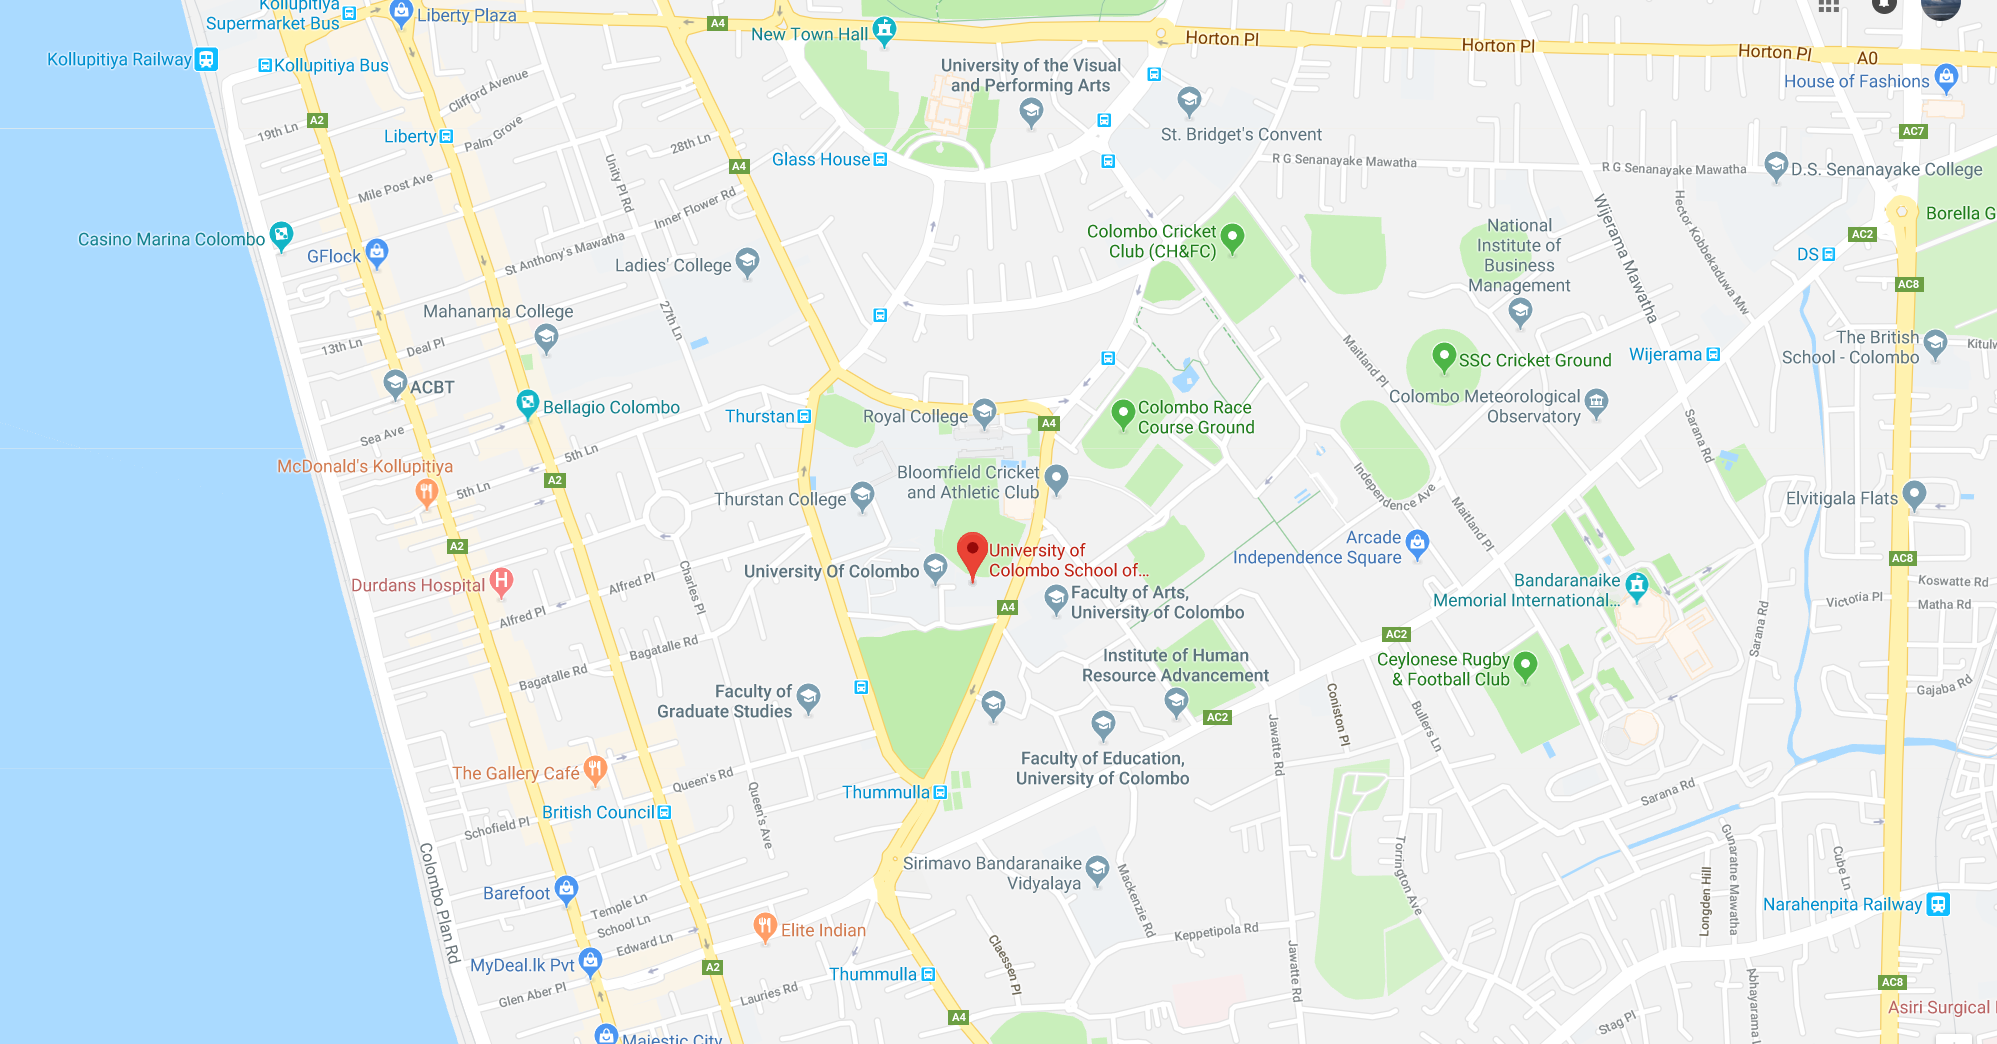 Kollupitiya
Supermarket Bus
Liberty Plaza
A4
New Town Hall
Horton Pl
Horton Pl
Horton Pl
A0
Kollupitiya Railway
Kollupitiya Bus
University of the Visual
and Performing Arts
House of Fashions
Clifford Avenue
19th Ln
A2
Liberty
Palm Grove
28th Ln
St. Bridget's Convent
AC7
Glass House
A4
R G Senanayake Mawatha
R G Senanayake Mawatha
D.S. Senanayake College
Mile Post Ave
Unity Pl Rd
Inner Flower Rd
Wijerama Mawatha
Hector Kobbekaduwa Mw
Borella G
Casino Marina Colombo
GFlock
St Anthony's Mawatha
Ladies' College
Colombo Cricket
Club (CH&FC)
National
Institute of
Business
Management
AC2
DS
AC8
Mahanama College
27th Ln
13th Ln
Deal Pl
Maitland Pl
SSC Cricket Ground
Wijerama
The British
School - Colombo
Kitulw
ACBT
Bellagio Colombo
Thurstan
Royal College
A4
Colombo Race
Course Ground
Colombo Meteorological
Observatory
Sea Ave
5th Ln
Sarana Rd
McDonald's Kollupitiya
5th Ln
A2
Thurstan College
Bloomfield Cricket
and Athletic Club
Independence Ave
Maitland Pl
Elvitigala Flats
A2
Arcade
Independence Square
AC8
University of
Colombo School of...
University Of Colombo
Durdans Hospital
Alfred Pl
Charles Pl
Alfred Pl
A4
Faculty of Arts,
University of Colombo
Bandaranaike
Memorial International...
Koswatte Rd
Victoria Pl
Matha Rd
Sarana Rd
Bagatalle Rd
AC2
Institute of Human
Resource Advancement
Ceylonese Rugby
& Football Club
Bagatalle Rd
Faculty of
Graduate Studies
Gajaba Rd
AC2
Jawatte Rd
Coniston Pl
Bullers Ln
Faculty of Education,
University of Colombo
The Gallery Café
Queen's Rd
Queen's Ave
Thummulla
British Council
Sarana Rd
Schofield Pl
Colombo Plan Rd
Sirimavo Bandaranaike
Vidyalaya
Mackenzie Rd
Torrington Ave
Gunaratne Mawatha
Cube Ln
Longden Hill
Barefoot
Temple Ln
School Ln
Edward Ln
Elite Indian
Keppetipola Rd
Narahenpita Railway
MyDeal.lk Pvt
A2
Thummulla
Claessen Pl
Jawatte Rd
Abhayarama
AC8
Glen Aber Pl
Lauries Rd
A4
Stag Pl
Asiri Surgical
Majestic City